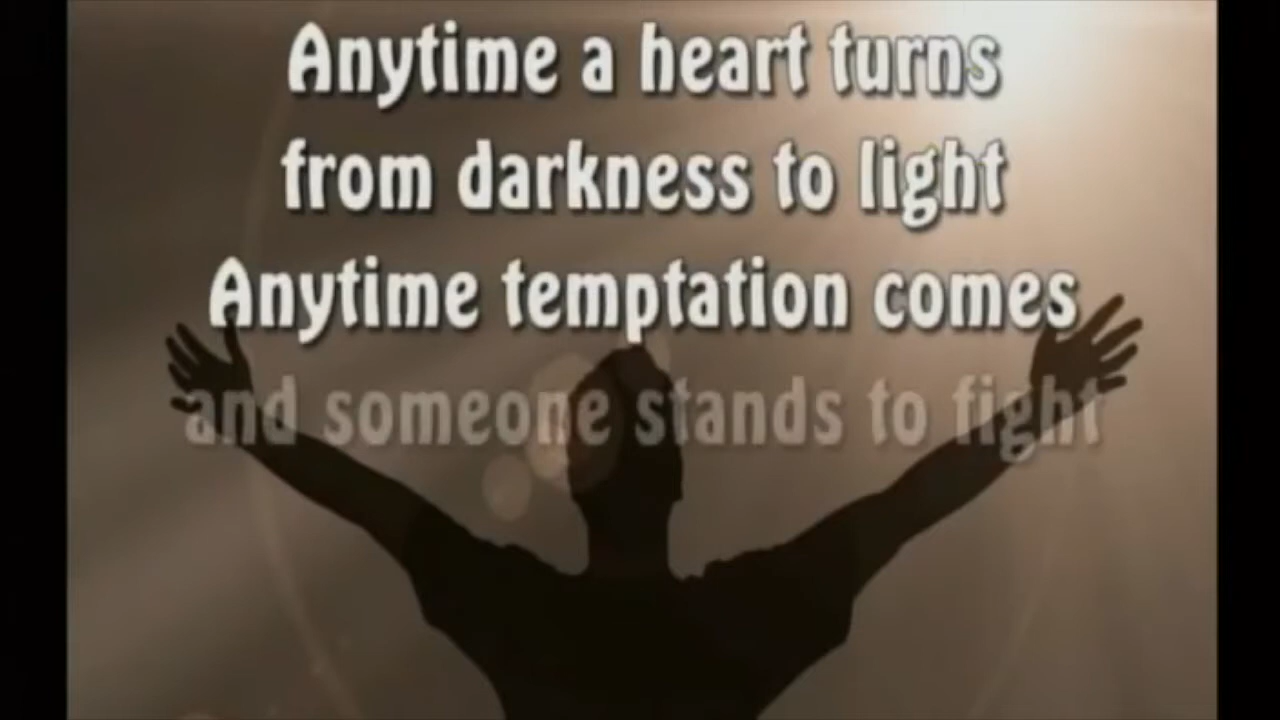 Anytime a heart turns
from darkness to light
Anytime temptation comes
and someone stands to fight